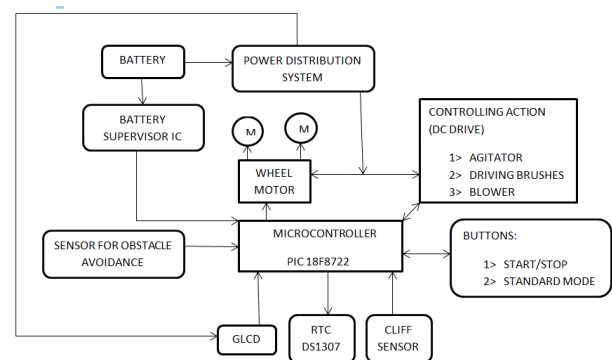 BATTERY
POWER DISTRIBUTION
SYSTEM
BATTERY
SUPERVISOR IC
M
M
CONTROLLING ACTION
(DC DRIVE)
1> AGITATOR
2> DRIVING BRUSHES
3> BLOWER
WHEEL
MOTOR
SENSOR FOR OBSTACLE
AVOIDANCE
MICROCONTROLLER
PIC 18F8722
BUTTONS:
1> START/STOP
2> STANDARD MODE
GLCD
RTC
DS1307
CLIFF
SENSOR